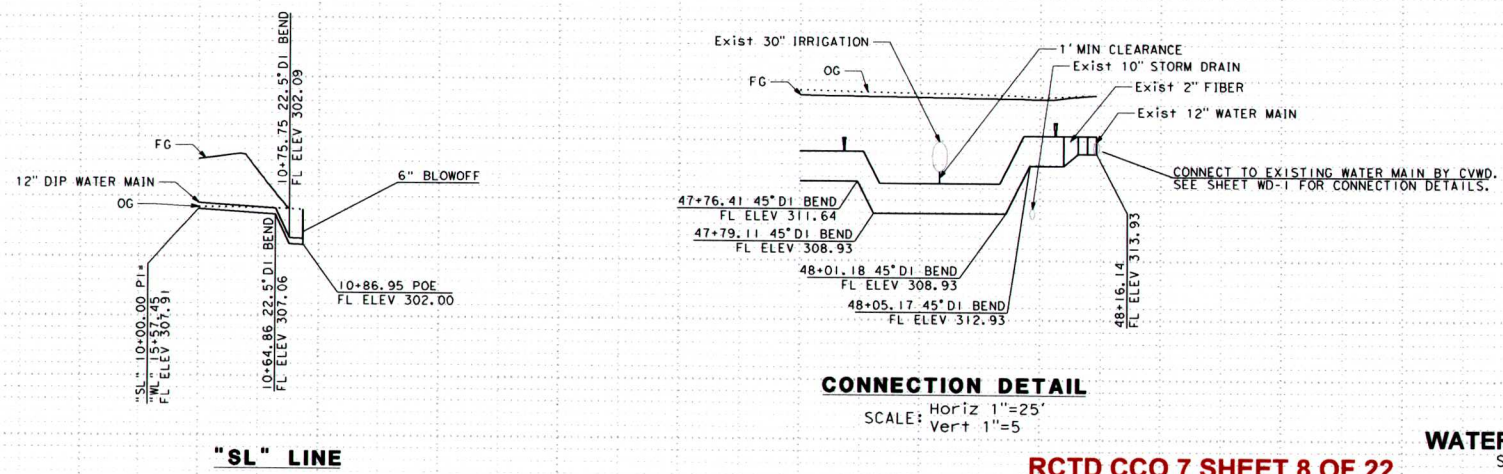 FG
12" DIP WATER MAIN
OG
10+75.75 22.5° DI BEND
FL ELEV 302.09
6" BLOWOFF
"SL" 10+00.00 PI=
"WL" 15+57.45
FL ELEV 307.91
10+64.86 22.5° DI BEND
FL ELEV 307.06
10+86.95 POE
FL ELEV 302.00
"SL" LINE
Exist 30" IRRIGATION
OG
FG
1' MIN CLEARANCE
Exist 10" STORM DRAIN
Exist 2" FIBER
Exist 12" WATER MAIN
CONNECT TO EXISTING WATER MAIN BY CVWD.
SEE SHEET WD-1 FOR CONNECTION DETAILS.
47+76.41 45° DI BEND
FL ELEV 311.64
47+79.11 45° DI BEND
FL ELEV 308.93
48+01.18 45° DI BEND
FL ELEV 308.93
48+05.17 45° DI BEND
FL ELEV 312.93
48+16.14
FL ELEV 313.93
CONNECTION DETAIL
SCALE: Horiz 1"=25'
Vert 1"=5
WATER
RCTD CCO 7 SHEET 8 OF 22